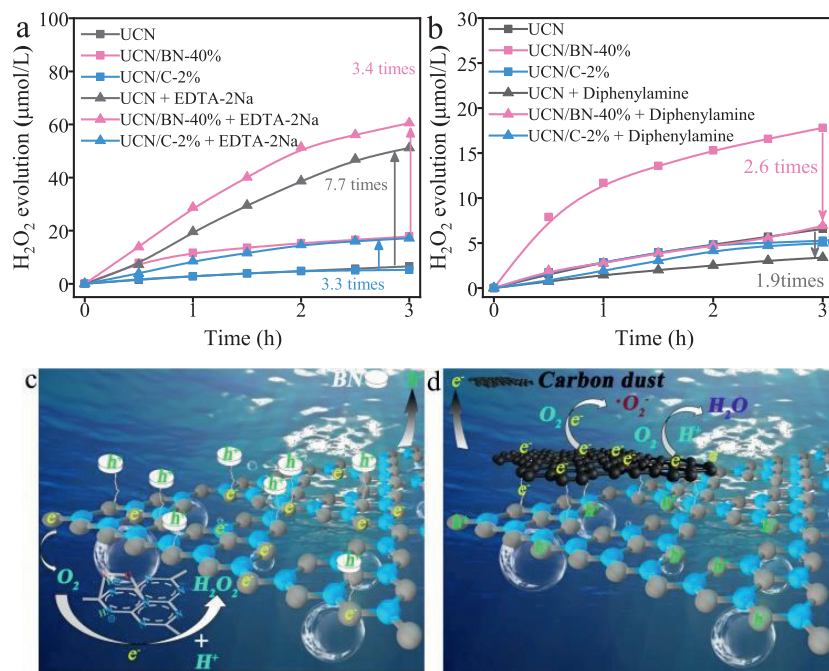 a
H₂O₂ evolution (μmol/L)
100
80
60
40
20
0
UCN
UCN/BN-40%
UCN/C-2%
UCN + EDTA-2Na
UCN/BN-40% + EDTA-2Na
UCN/C-2% + EDTA-2Na
3.4 times
7.7 times
3.3 times
0 1 2 3
Time (h)
b
H₂O₂ evolution (μmol/L)
30
25
20
15
10
5
0
UCN
UCN/BN-40%
UCN/C-2%
UCN + Diphenylamine
UCN/BN-40% + Diphenylamine
UCN/C-2% + Diphenylamine
2.6 times
1.9times
0 1 2 3
Time (h)
c
BN
h⁺
h⁺
h⁺
h⁺
h⁺
h⁺
h⁺
e⁻
e⁻
e⁻
e⁻
e⁻
e⁻
O₂
H₂O₂
e⁻
+
H⁺
d
e⁻
Carbon dust
·O₂⁻
O₂
e⁻
O₂
H⁺
H₂O
e⁻
e⁻
e⁻
e⁻
e⁻
h⁺
h⁺
h⁺
h⁺